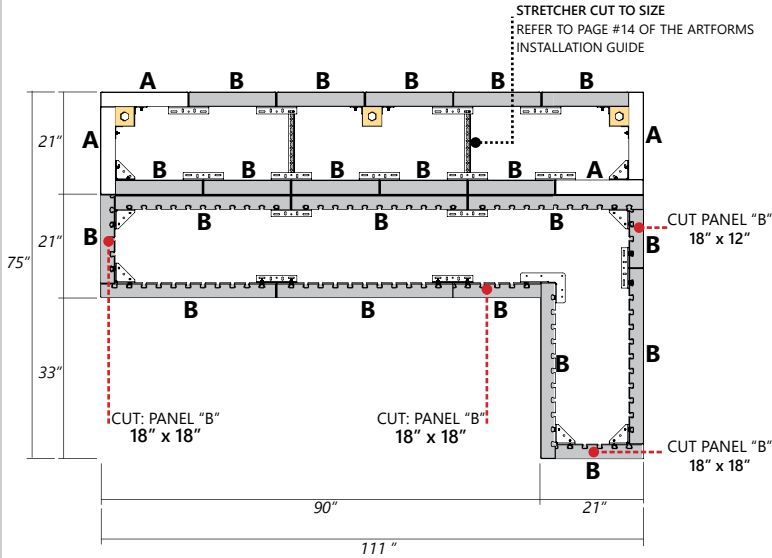 STRETCHER CUT TO SIZE
REFER TO PAGE #14 OF THE ARTFORMS
INSTALLATION GUIDE
A B B B B B
21"
A
A
B B B B B A
B B B
B
B
CUT PANEL "B"
18" x 12"
21"
75"
B B B
33"
B
B
CUT: PANEL "B"
18" x 18"
CUT: PANEL "B"
18" x 18"
CUT PANEL "B"
18" x 18"
B
90"
21"
111 "